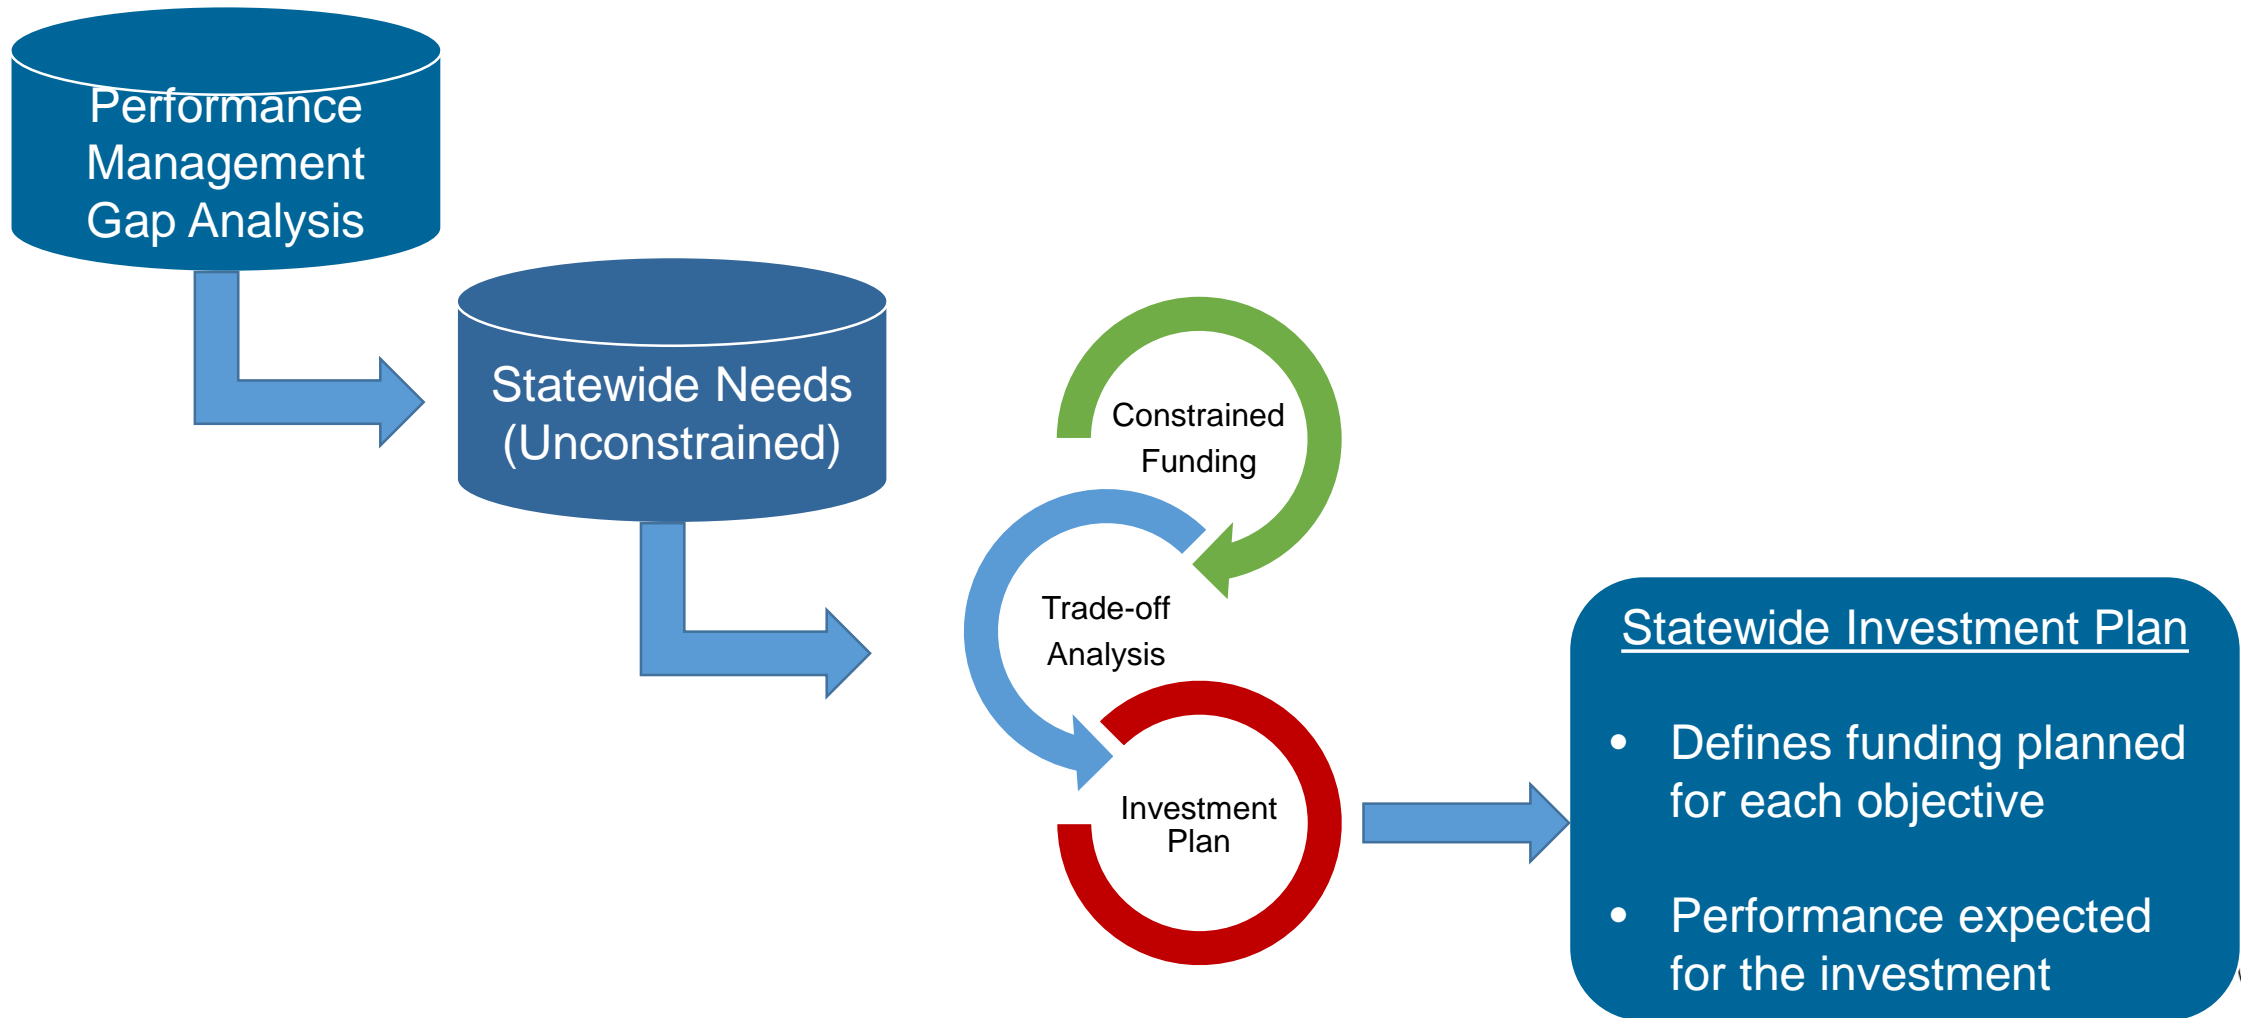 Performance
Management
Gap Analysis
Statewide Needs
(Unconstrained)
Constrained
Funding
Trade-off
Analysis
Investment
Plan
Statewide Investment Plan
• Defines funding planned
for each objective
• Performance expected
for the investment